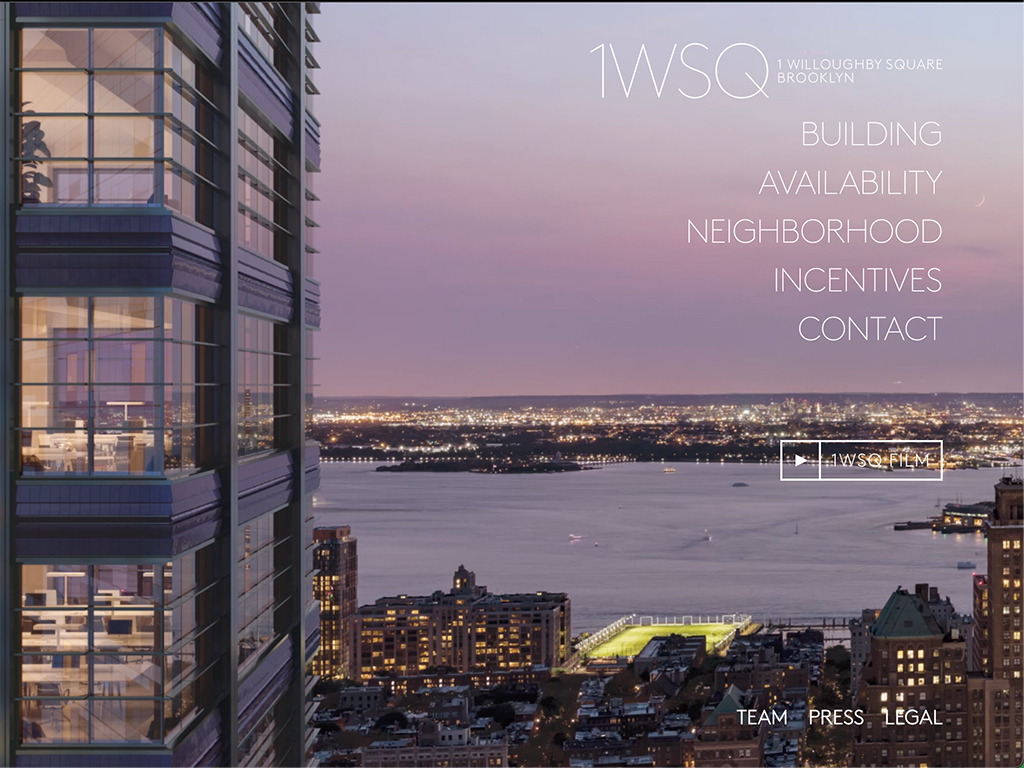 1WSQ
1 WILLOUGHBY SQUARE
BROOKLYN
BUILDING
AVAILABILITY
NEIGHBORHOOD
INCENTIVES
CONTACT
1WSQ FILM
TEAM PRESS LEGAL